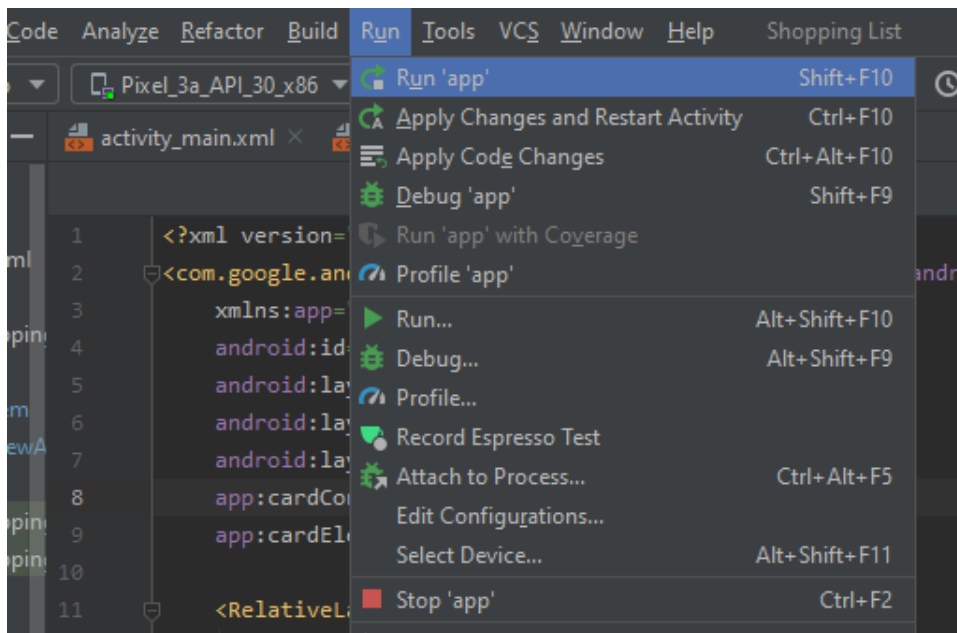 Code Analyze Refactor Build Run Tools VCS Window Help Shopping List
Pixel_3a_API_30_x86
activity_main.xml
Run 'app' Shift+F10
Apply Changes and Restart Activity Ctrl+F10
Apply Code Changes Ctrl+Alt+F10
Debug 'app' Shift+F9
Run 'app' with Coverage
Profile 'app'
Run... Alt+Shift+F10
Debug... Alt+Shift+F9
Profile...
Record Espresso Test
Attach to Process... Ctrl+Alt+F5
Edit Configurations...
Select Device... Alt+Shift+F11
Stop 'app' Ctrl+F2
1 <?xml version=
2 <com.google.an
3 xmlns:app=
4 android:id=
5 android:la
6 android:la
7 android:la
8 app:cardCo
9 app:cardEl
10
11 <RelativeL